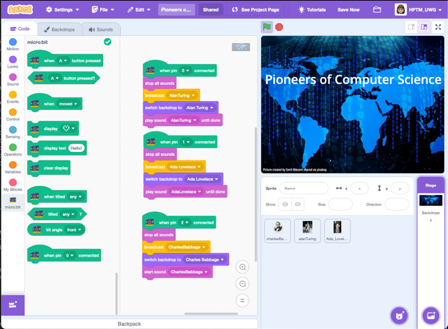 Settings File Edit Pioneers o Shared See Project Page Tutorials Save Now HPTM_UWG
Code Backdrops Sounds
Motion
Looks
Sound
Events
Control
Sensing
Operators
Variables
My Blocks
micro:bit
micro:bit
when A button pressed
A button pressed?
when moved
display
display text Hello!
clear display
when tilted any
tilted any ?
tilt angle front
when pin 0 connected
when pin 0 connected
stop all sounds
broadcast AlanTuring
switch backdrop to Alan Turing
play sound AlanTuring until done
when pin 1 connected
stop all sounds
broadcast Ada Lovelace
switch backdrop to Ada Lovelace
play sound AdaLovelace until done
when pin 2 connected
stop all sounds
broadcast CharlesBabbage
switch backdrop to Charles Babbage
start sound CharlesBabbage
Backpack
Pioneers of Computer Science
Sprite Name x y
Show Size Direction
charlesBa...
alanTuring
Ada_Lovel...
Stage
Backdrops